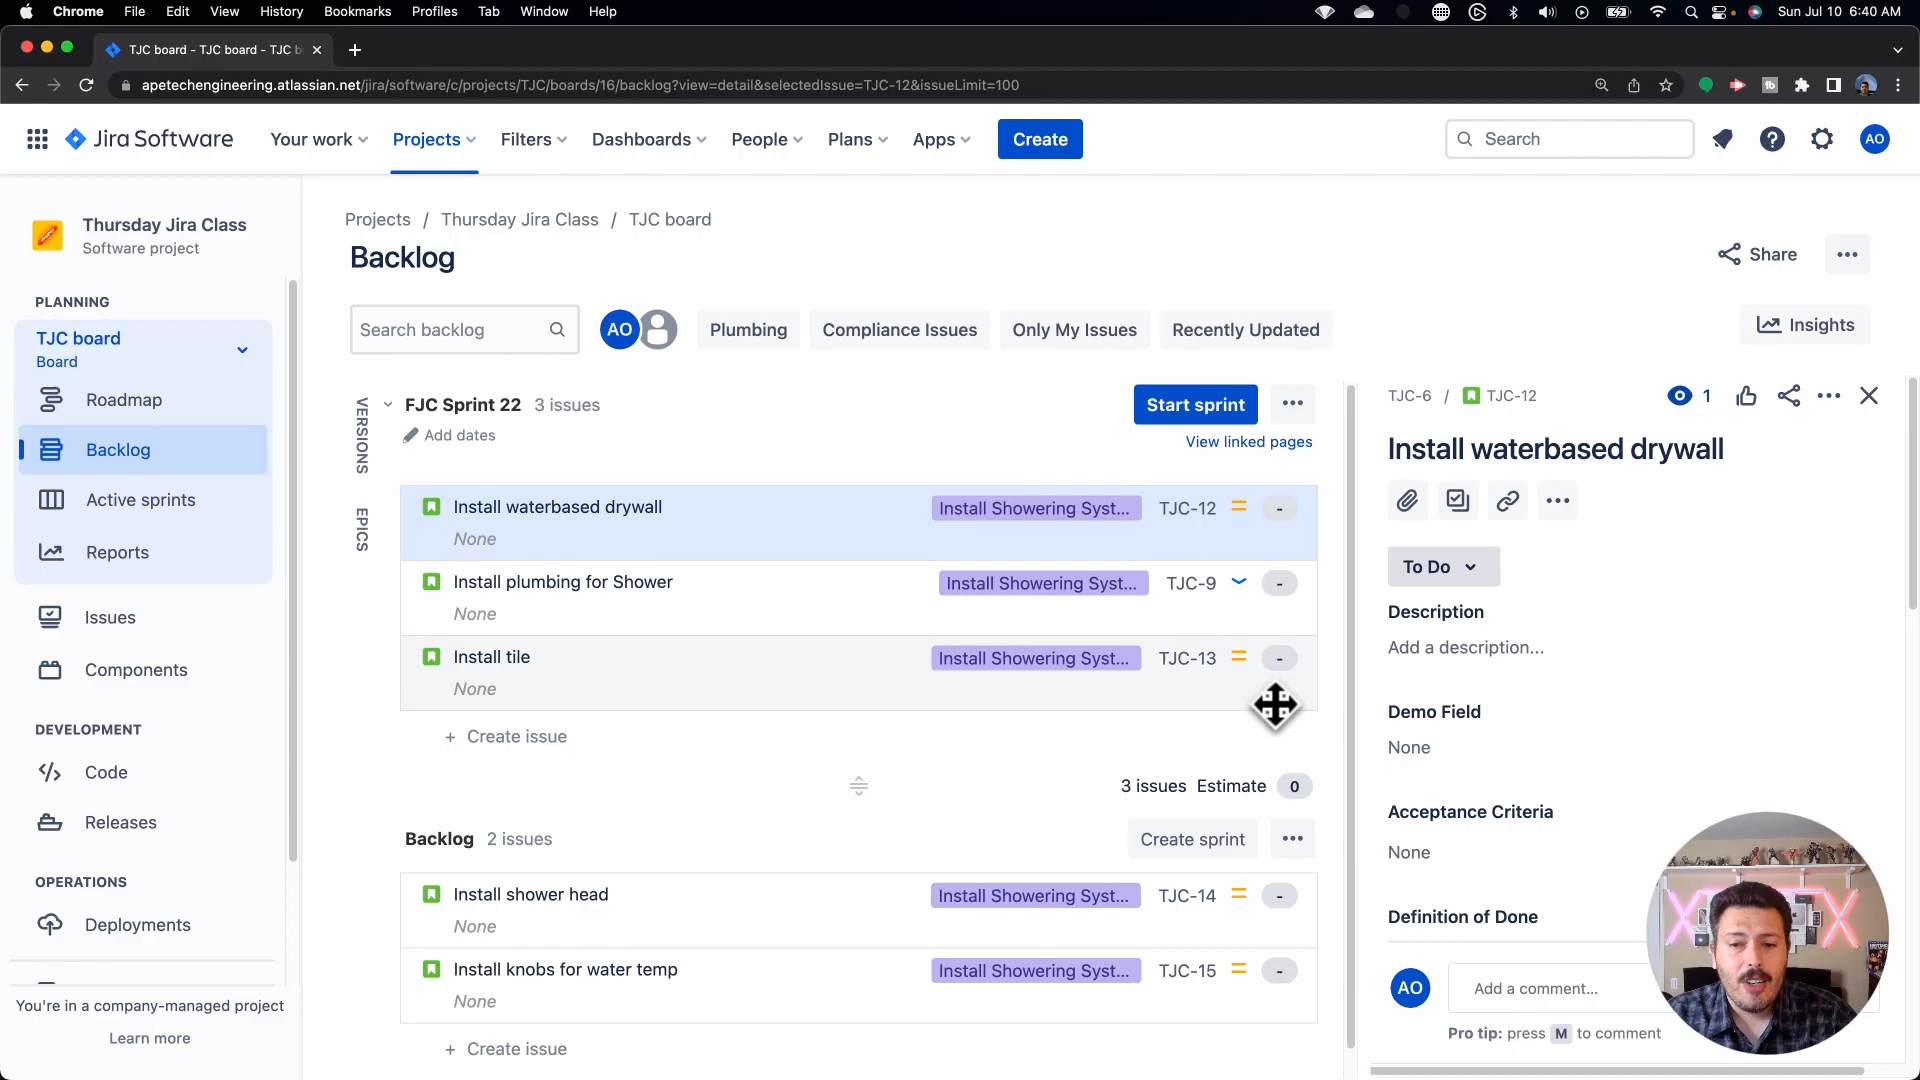 Chrome File Edit View History Bookmarks Profiles Tab Window Help Sun Jul 10 6:40 AM
TJC board - TJC board - TJC b
apetechengineering.atlassian.net/jira/software/c/projects/TJC/boards/16/backlog?view=detail&selectedIssue=TJC-12&issueLimit=100
Jira Software Your work Projects Filters Dashboards People Plans Apps Create Search AO
Thursday Jira Class
Software project
PLANNING
TJC board
Board
Roadmap
Backlog
Active sprints
Reports
Issues
Components
DEVELOPMENT
Code
Releases
OPERATIONS
Deployments
You're in a company-managed project
Learn more
Projects / Thursday Jira Class / TJC board
Backlog
Share
Search backlog AO Plumbing Compliance Issues Only My Issues Recently Updated
Insights
VERSIONS
EPICS
FJC Sprint 22 3 issues Start sprint
Add dates
View linked pages
Install waterbased drywall Install Showering Syst... TJC-12 -
None
Install plumbing for Shower Install Showering Syst... TJC-9 -
None
Install tile Install Showering Syst... TJC-13 -
None
+ Create issue
3 issues Estimate 0
Backlog 2 issues Create sprint
Install shower head Install Showering Syst... TJC-14 -
None
Install knobs for water temp Install Showering Syst... TJC-15 -
None
+ Create issue
TJC-6 / TJC-12 1
Install waterbased drywall
To Do
Description
Add a description...
Demo Field
None
Acceptance Criteria
None
Definition of Done
AO Add a comment...
Pro tip: press M to comment